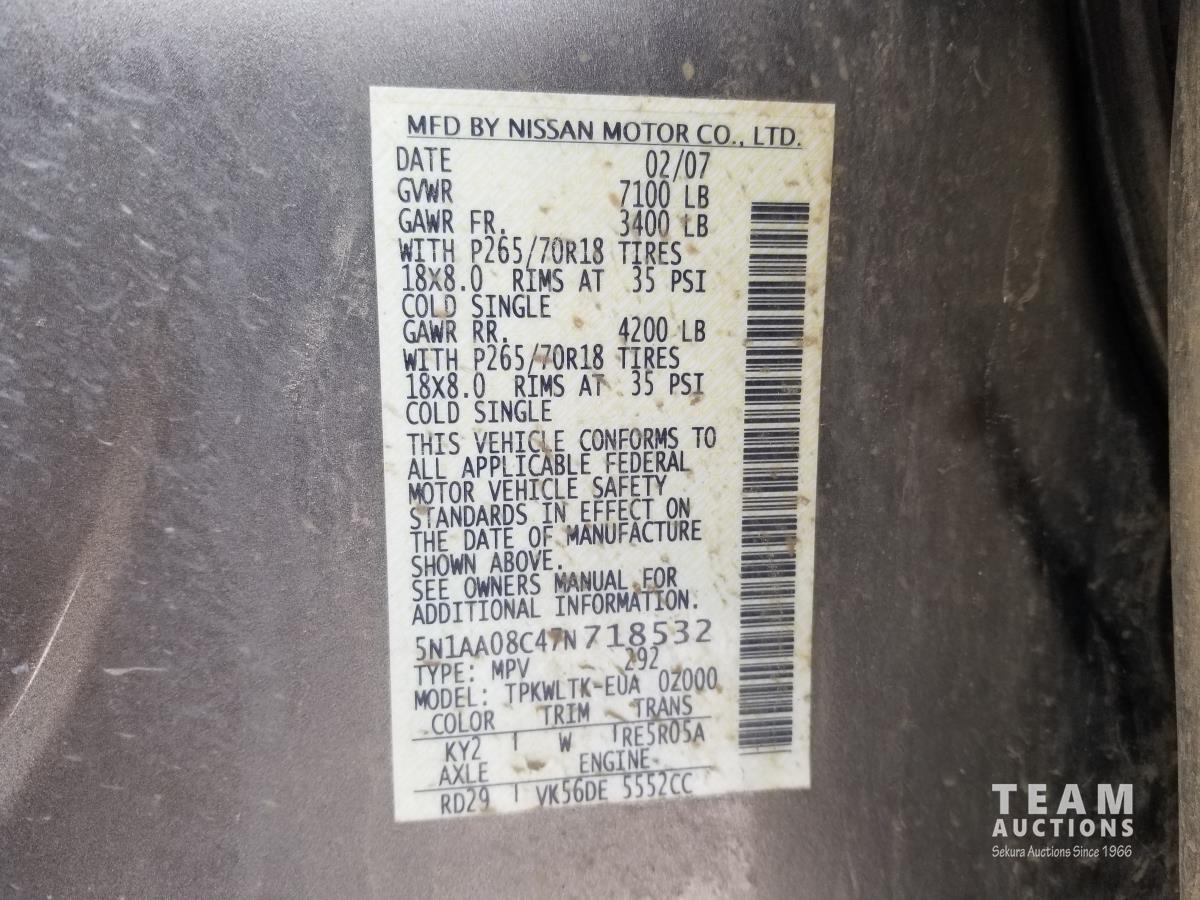 MFD BY NISSAN MOTOR CO., LTD.
DATE 02/07
GVWR 7100 LB
GAWR FR. 3400 LB
WITH P265/70R18 TIRES
18X8.0 RIMS AT 35 PSI
COLD SINGLE
GAWR RR. 4200 LB
WITH P265/70R18 TIRES
18X8.0 RIMS AT 35 PSI
COLD SINGLE
THIS VEHICLE CONFORMS TO
ALL APPLICABLE FEDERAL
MOTOR VEHICLE SAFETY
STANDARDS IN EFFECT ON
THE DATE OF MANUFACTURE
SHOWN ABOVE.
SEE OWNERS MANUAL FOR
ADDITIONAL INFORMATION.
5N1AA08C47N718532
TYPE: MPV 292
MODEL: TPKWLTK-EUA 02000
COLOR TRIM TRANS
KY2 W RE5R05A
AXLE ENGINE
RD29 VK56DE 5552CC
TEAM
AUCTIONS
Sekura Auctions Since 1966